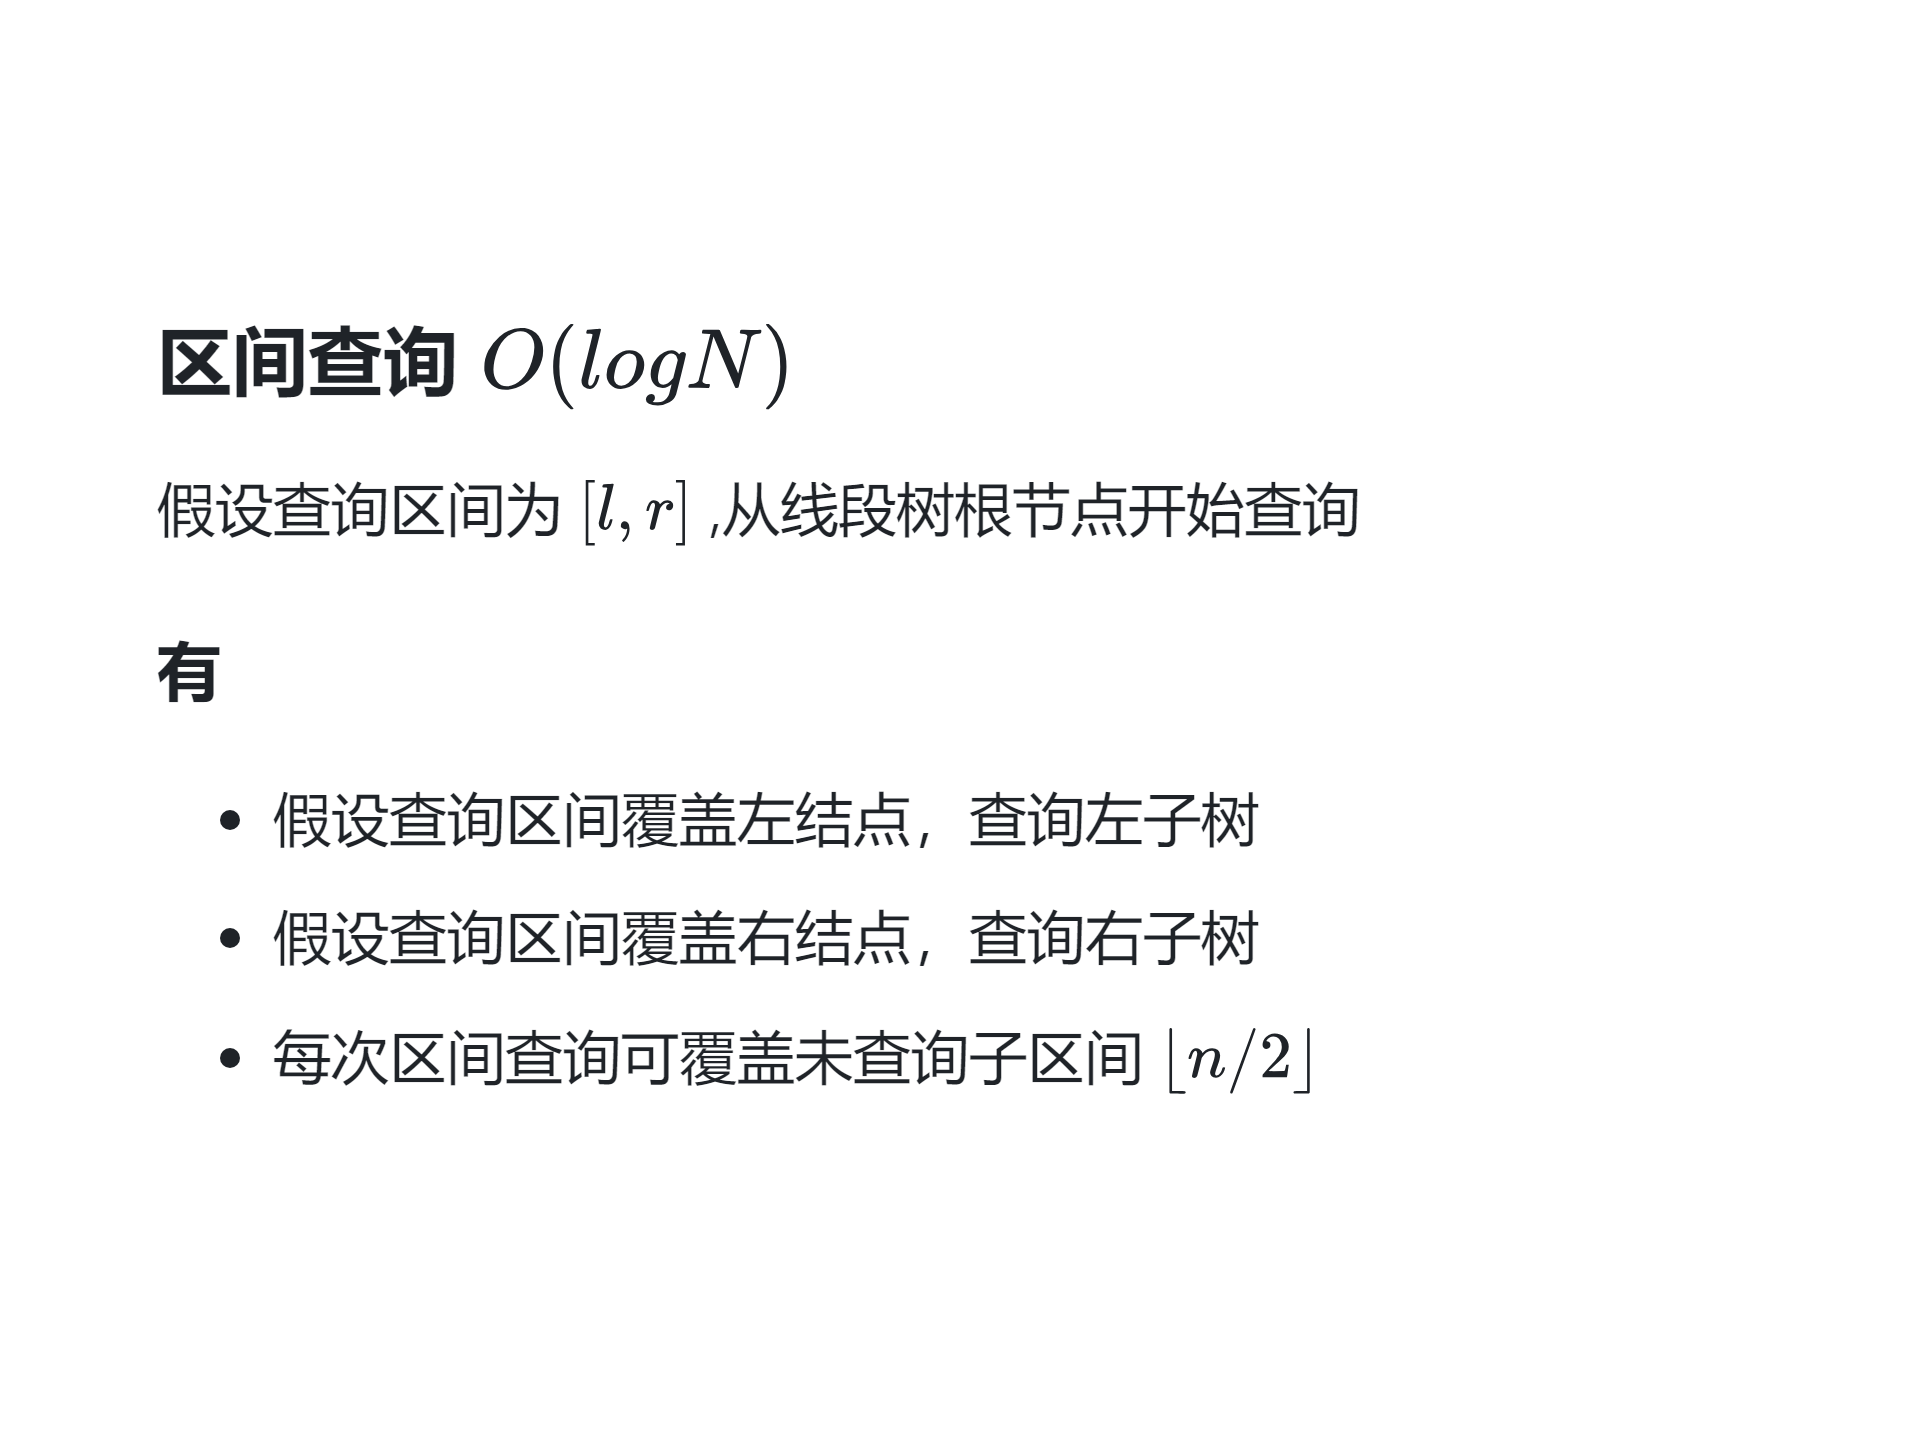 区间查询 O(logN)
假设查询区间为 [l, r] ,从线段树根节点开始查询
有
• 假设查询区间覆盖左结点，查询左子树
• 假设查询区间覆盖右结点，查询右子树
• 每次区间查询可覆盖未查询子区间 ⌊n/2⌋